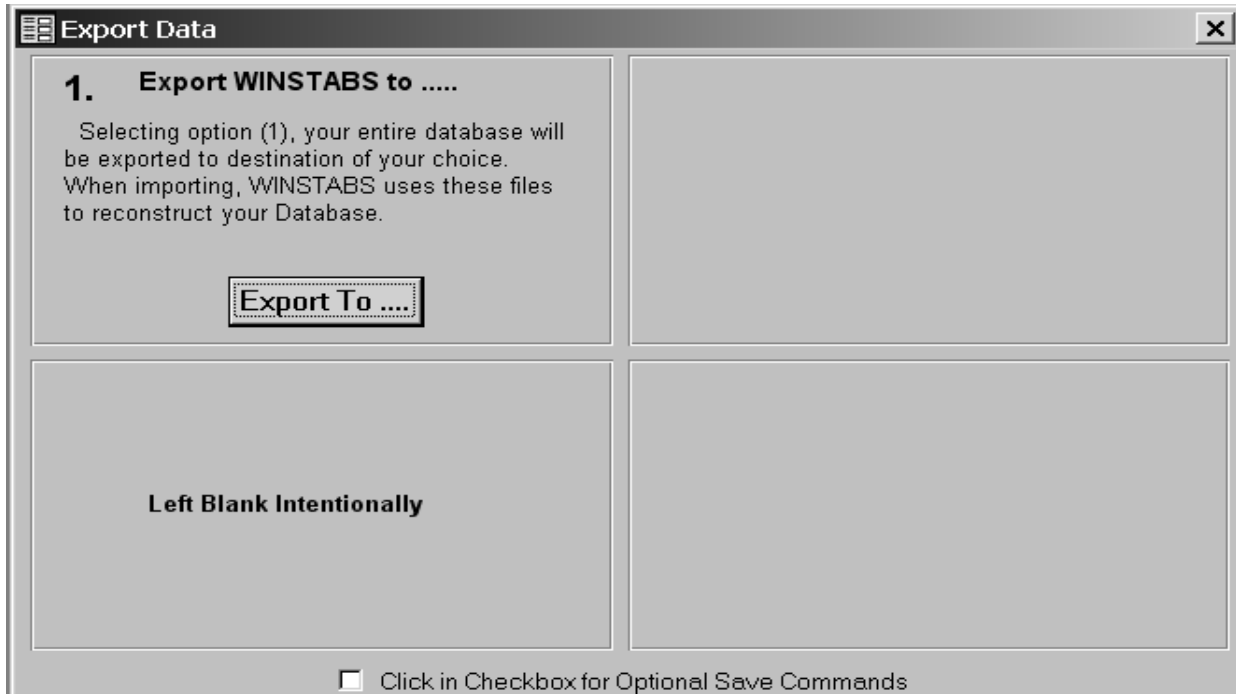 Export Data
1. Export WINSTABS to .....
Selecting option (1), your entire database will
be exported to destination of your choice.
When importing, WINSTABS uses these files
to reconstruct your Database.
Export To ....
Left Blank Intentionally
Click in Checkbox for Optional Save Commands